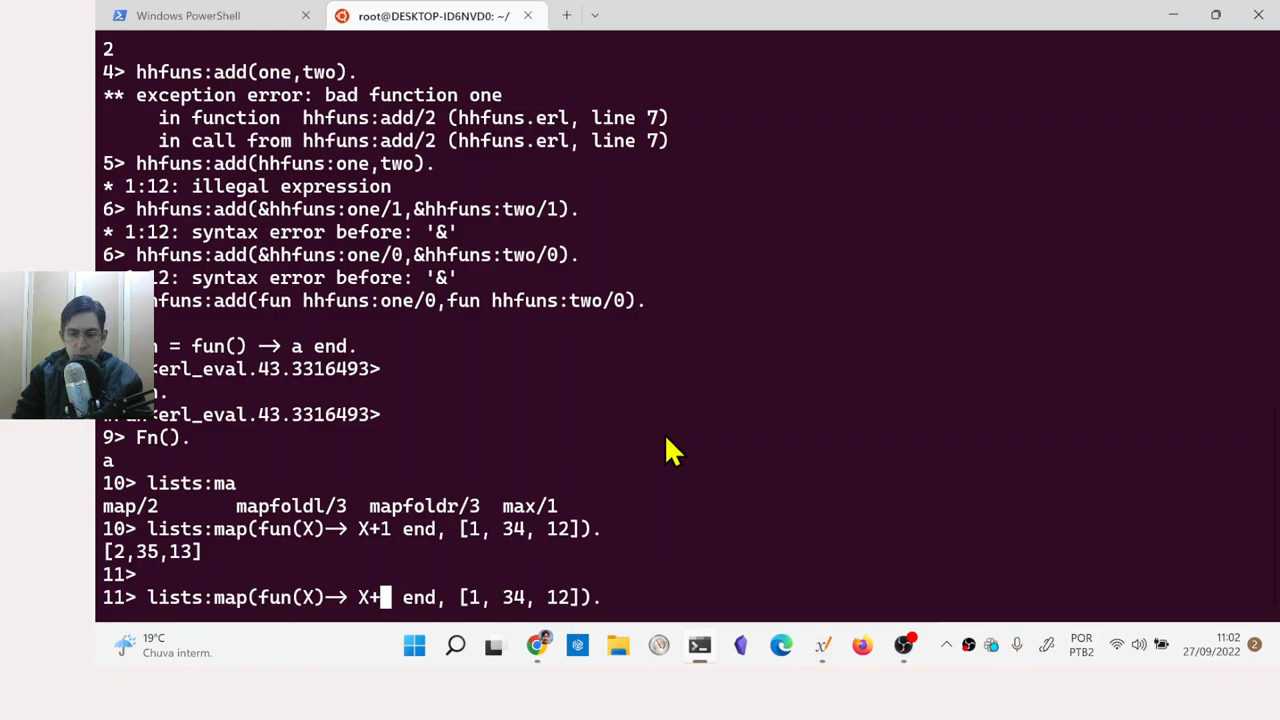 Windows PowerShell
root@DESKTOP-ID6NVD0: ~/
2
4> hhfuns:add(one,two).
** exception error: bad function one
in function hhfuns:add/2 (hhfuns.erl, line 7)
in call from hhfuns:add/2 (hhfuns.erl, line 7)
5> hhfuns:add(hhfuns:one,two).
* 1:12: illegal expression
6> hhfuns:add(&hhfuns:one/1,&hhfuns:two/1).
* 1:12: syntax error before: '&'
6> hhfuns:add(&hhfuns:one/0,&hhfuns:two/0).
:12: syntax error before: '&'
hfuns:add(fun hhfuns:one/0,fun hhfuns:two/0).
= fun() -> a end.
erl_eval.43.3316493>
erl_eval.43.3316493>
9> Fn().
a
10> lists:ma
map/2 mapfoldl/3 mapfoldr/3 max/1
10> lists:map(fun(X)-> X+1 end, [1, 34, 12]).
[2,35,13]
11>
11> lists:map(fun(X)-> X+ end, [1, 34, 12]).
19°C
Chuva interm.
POR
PTB2
11:02
27/09/2022
2